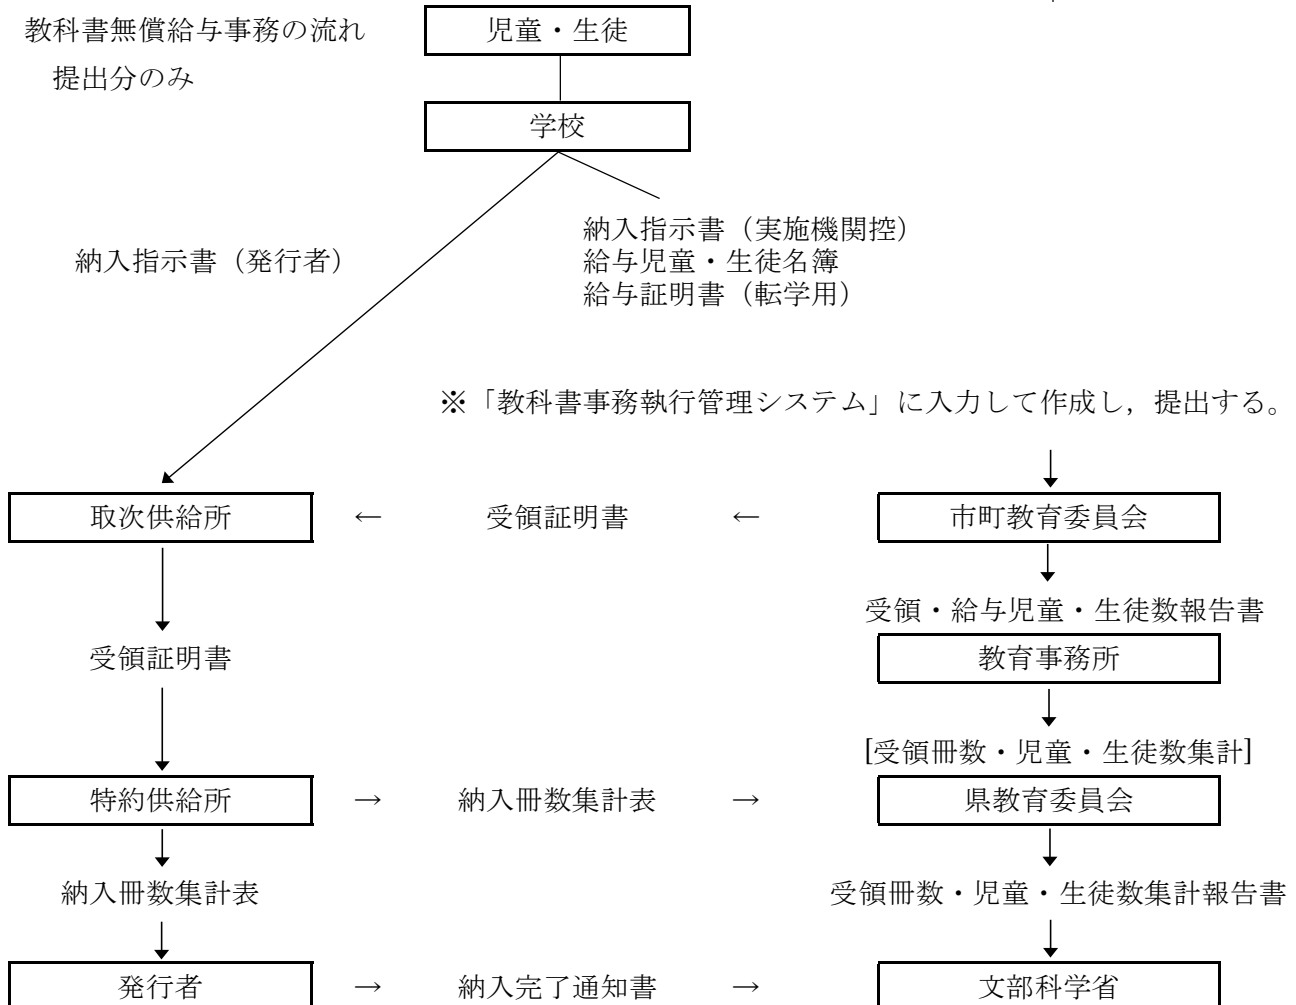 教科書無償給与事務の流れ
提出分のみ
児童・生徒
学校
納入指示書（発行者）
納入指示書（実施機関控）
給与児童・生徒名簿
給与証明書（転学用）
※「教科書事務執行管理システム」に入力して作成し，提出する。
取次供給所 ← 受領証明書 ← 市町教育委員会
受領・給与児童・生徒数報告書
受領証明書
教育事務所
[受領冊数・児童・生徒数集計]
特約供給所 → 納入冊数集計表 → 県教育委員会
納入冊数集計表
受領冊数・児童・生徒数集計報告書
発行者 → 納入完了通知書 → 文部科学省